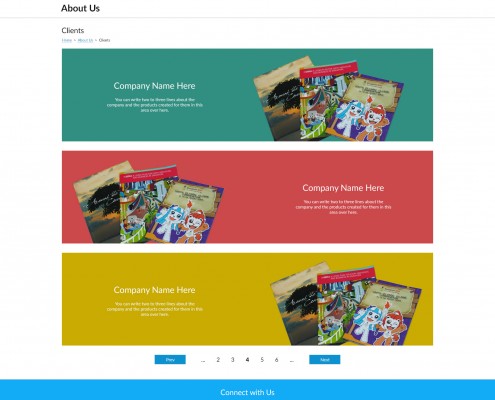 About Us
Clients
Home > About Us > Clients
Company Name Here
You can write two to three lines about the
company and the products created for them in this
area over here.
Company Name Here
You can write two to three lines about the
company and the products created for them in this
area over here.
Company Name Here
You can write two to three lines about the
company and the products created for them in this
area over here.
Prev ... 2 3 4 5 6 ... Next
Connect with Us